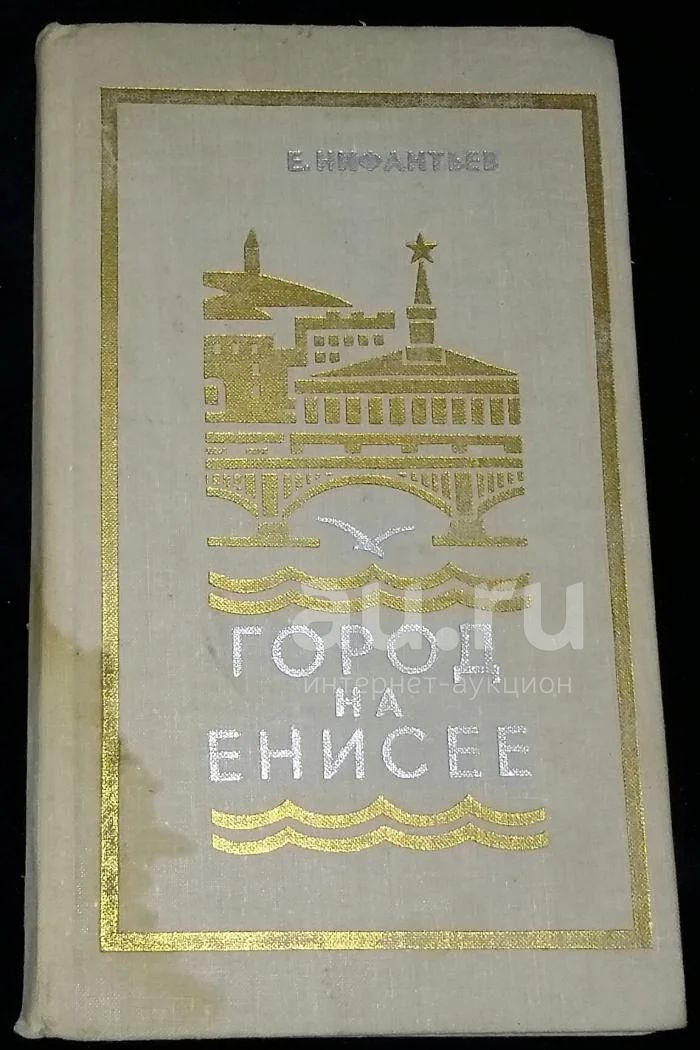 Е. НИФАНТЬЕВ
au.ru
интернет-аукцион
ГОРОД
НА
ЕНИСЕЕ